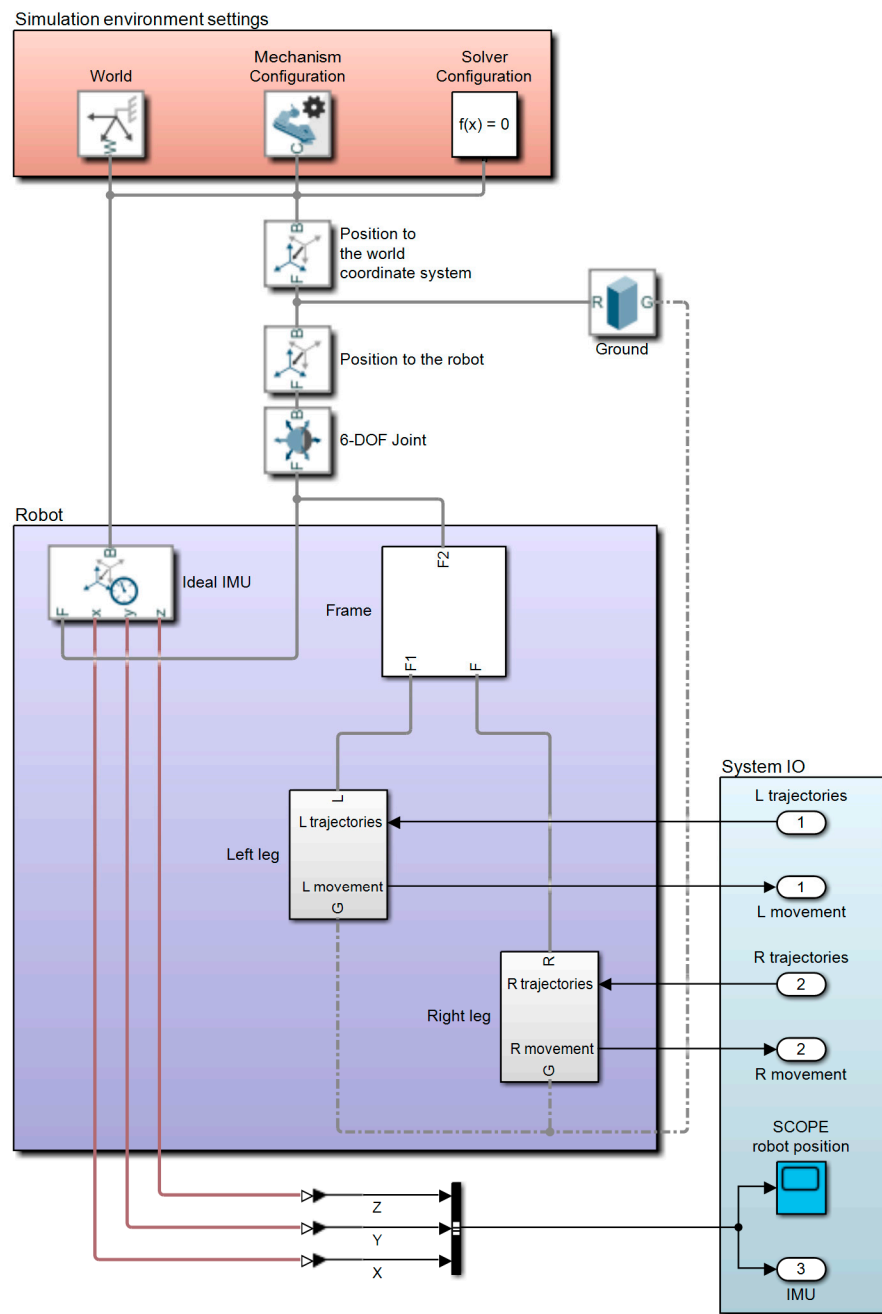 Simulation environment settings
World
Mechanism
Configuration
Solver
Configuration
W
C
f(x) = 0
B
F
Position to
the world
coordinate system
R
G
Ground
B
F
Position to the robot
B
F
6-DOF Joint
Robot
B
F
x
y
z
Ideal IMU
F2
Frame
F1
F
System IO
L
L trajectories
L movement
G
Left leg
L trajectories
1
1
L movement
R
R trajectories
R movement
G
Right leg
R trajectories
2
2
R movement
SCOPE
robot position
Z
Y
X
3
IMU